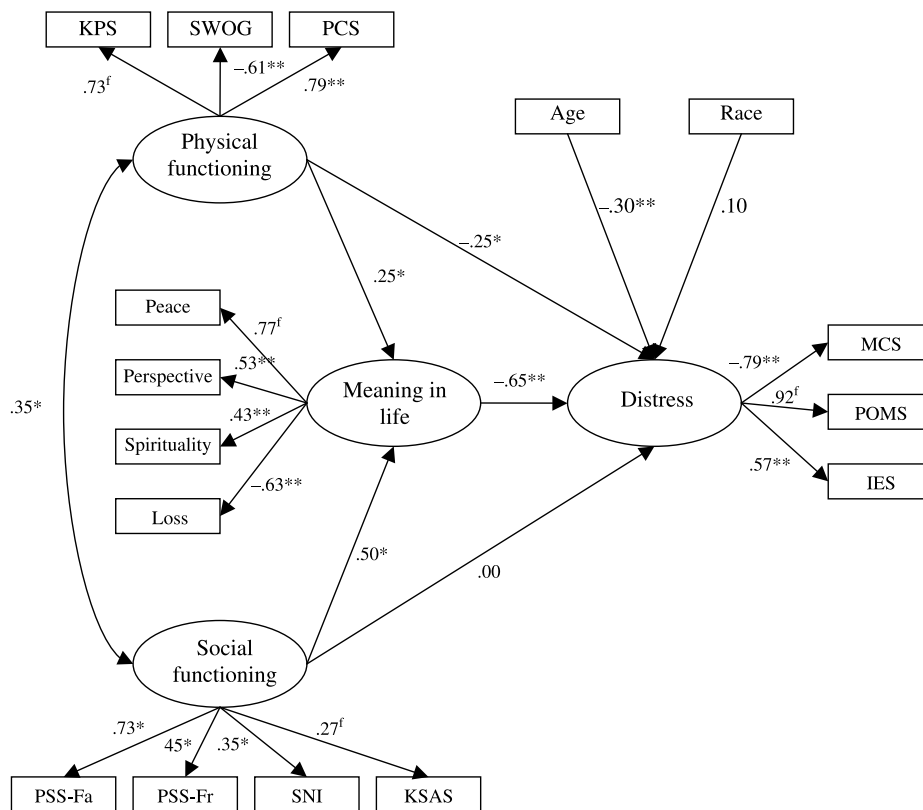 KPS
SWOG
PCS
.73f
–.61**
.79**
Age
Race
Physical
functioning
–.30**
.10
–.25*
.25*
Peace
.77f
MCS
Perspective
.53**
–.79**
Meaning in
life
–.65**
Distress
.92f
POMS
.35*
.43**
Spirituality
.57**
–.63**
IES
Loss
.50*
.00
Social
functioning
.73*
45*
.35*
.27f
PSS-Fa
PSS-Fr
SNI
KSAS